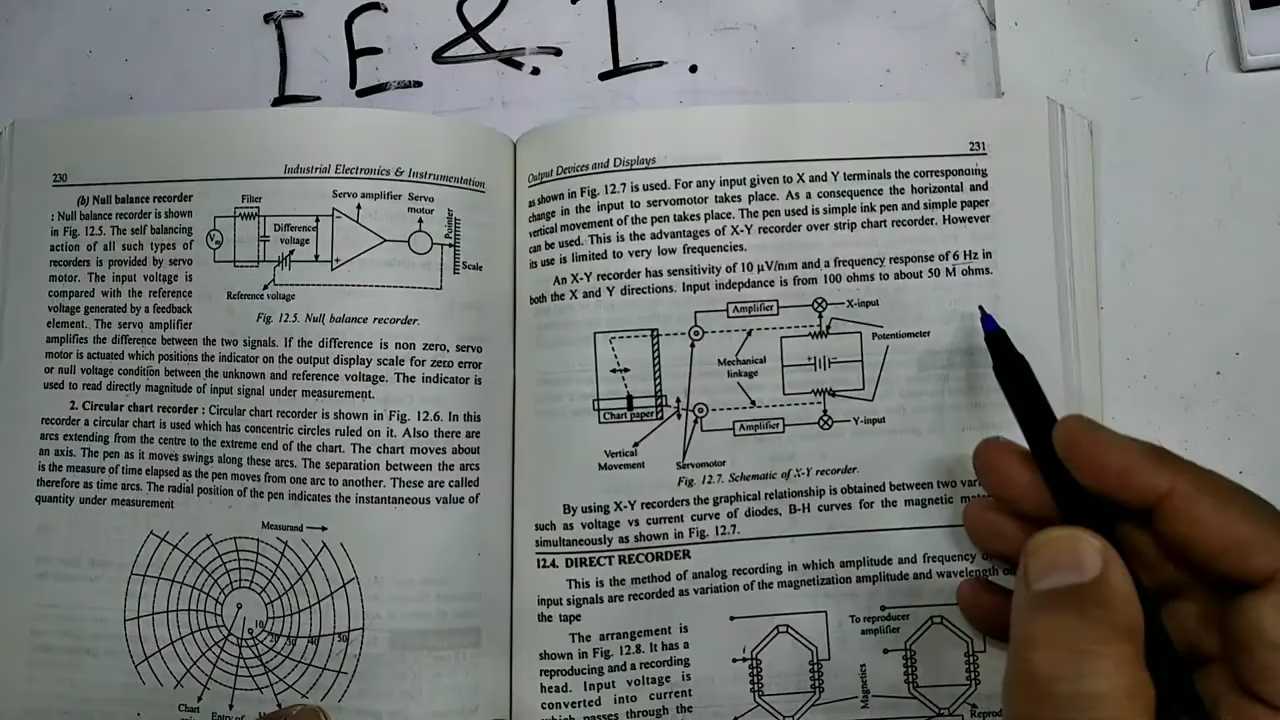 IE & I.
230
Industrial Electronics & Instrumentation
(b) Null balance recorder
: Null balance recorder is shown
in Fig. 12.5. The self balancing
action of all such types of
recorders is provided by servo
motor. The input voltage is
compared with the reference
voltage generated by a feedback
element. The servo amplifier
Filter
Servo amplifier
Servo
motor
Difference
voltage
Pointer
Scale
Reference voltage
Fig. 12.5. Null balance recorder.
amplifies the difference between the two signals. If the difference is non zero, servo
motor is actuated which positions the indicator on the output display scale for zero error
or null voltage condition between the unknown and reference voltage. The indicator is
used to read directly magnitude of input signal under measurement.
2. Circular chart recorder : Circular chart recorder is shown in Fig. 12.6. In this
recorder a circular chart is used which has concentric circles ruled on it. Also there are
arcs extending from the centre to the extreme end of the chart. The chart moves about
an axis. The pen as it moves swings along these arcs. The separation between the arcs
is the measure of time elapsed as the pen moves from one arc to another. These are called
therefore as time arcs. The radial position of the pen indicates the instantaneous value of
quantity under measurement
Measurand
10
20
30
40
50
Chart
Entry of
Output Devices and Displays
231
as shown in Fig. 12.7 is used. For any input given to X and Y terminals the corresponding
change in the input to servomotor takes place. As a consequence the horizontal and
vertical movement of the pen takes place. The pen used is simple ink pen and simple paper
can be used. This is the advantages of X-Y recorder over strip chart recorder. However
its use is limited to very low frequencies.
An X-Y recorder has sensitivity of 10 μV/mm and a frequency response of 6 Hz in
both the X and Y directions. Input indepdance is from 100 ohms to about 50 M ohms.
Amplifier
X-input
Potentiometer
Mechanical
linkage
Chart paper
Amplifier
Y-input
Vertical
Movement
Servomotor
Fig. 12.7. Schematic of X-Y recorder.
By using X-Y recorders the graphical relationship is obtained between two
such as voltage vs current curve of diodes, B-H curves for the magnetic
simultaneously as shown in Fig. 12.7.
12.4. DIRECT RECORDER
This is the method of analog recording in which amplitude and frequency
input signals are recorded as variation of the magnetization amplitude and wavelength
the tape
The arrangement is
shown in Fig. 12.8. It has a
reproducing and a recording
head. Input voltage is
converted into current
which passes through the
i
Magnetics
To reproducer
amplifier